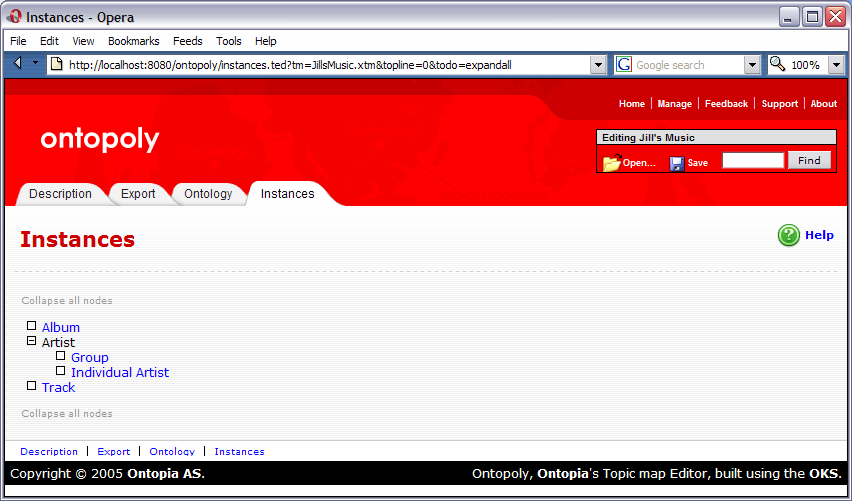 Instances - Opera
File Edit View Bookmarks Feeds Tools Help
http://localhost:8080/ontopoly/instances.ted?tm=JillsMusic.xtm&topline=0&todo=expandall
G Google search
100%
Home | Manage | Feedback | Support | About
ontopoly
Editing Jill's Music
Open... Save Find
Description Export Ontology Instances
Instances
? Help
Collapse all nodes
Album
Artist
Group
Individual Artist
Track
Collapse all nodes
Description | Export | Ontology | Instances
Copyright © 2005 Ontopia AS. Ontopoly, Ontopia's Topic map Editor, built using the OKS.